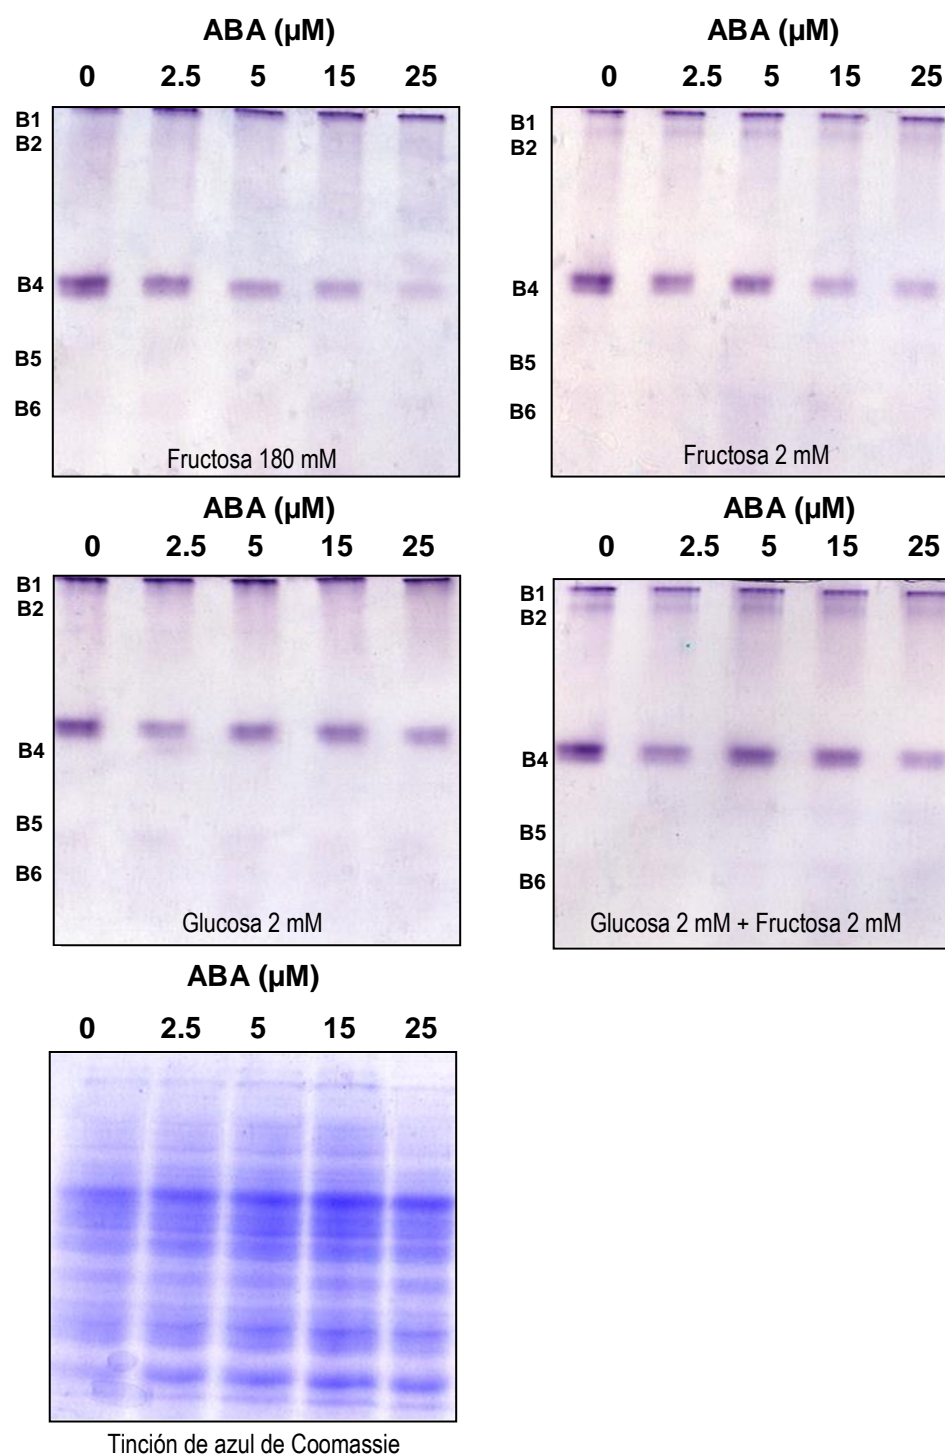 ABA (µM)
0 2.5 5 15 25
B1
B2
B4
B5
B6
Fructosa 180 mM
ABA (µM)
0 2.5 5 15 25
B1
B2
B4
B5
B6
Fructosa 2 mM
ABA (µM)
0 2.5 5 15 25
B1
B2
B4
B5
B6
Glucosa 2 mM
ABA (µM)
0 2.5 5 15 25
B1
B2
B4
B5
B6
Glucosa 2 mM + Fructosa 2 mM
ABA (µM)
0 2.5 5 15 25
Tinción de azul de Coomassie